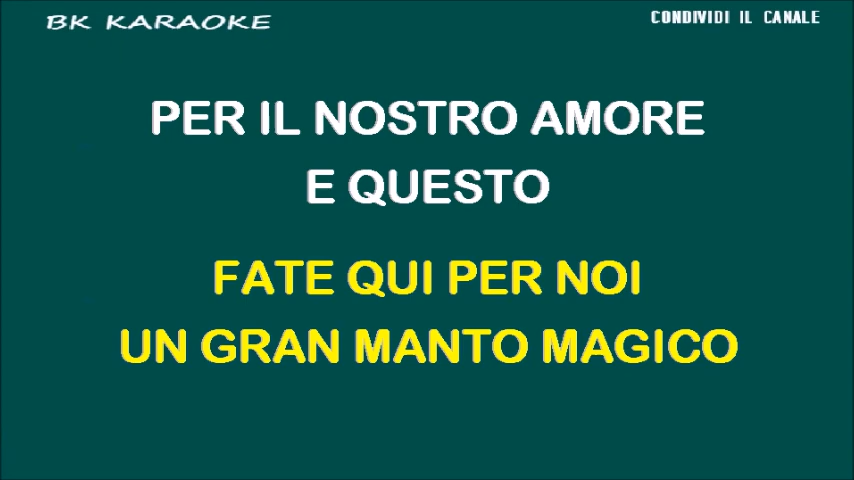 BK KARAOKE
CONDIVIDI IL CANALE
PER IL NOSTRO AMORE
E QUESTO
FATE QUI PER NOI
UN GRAN MANTO MAGICO